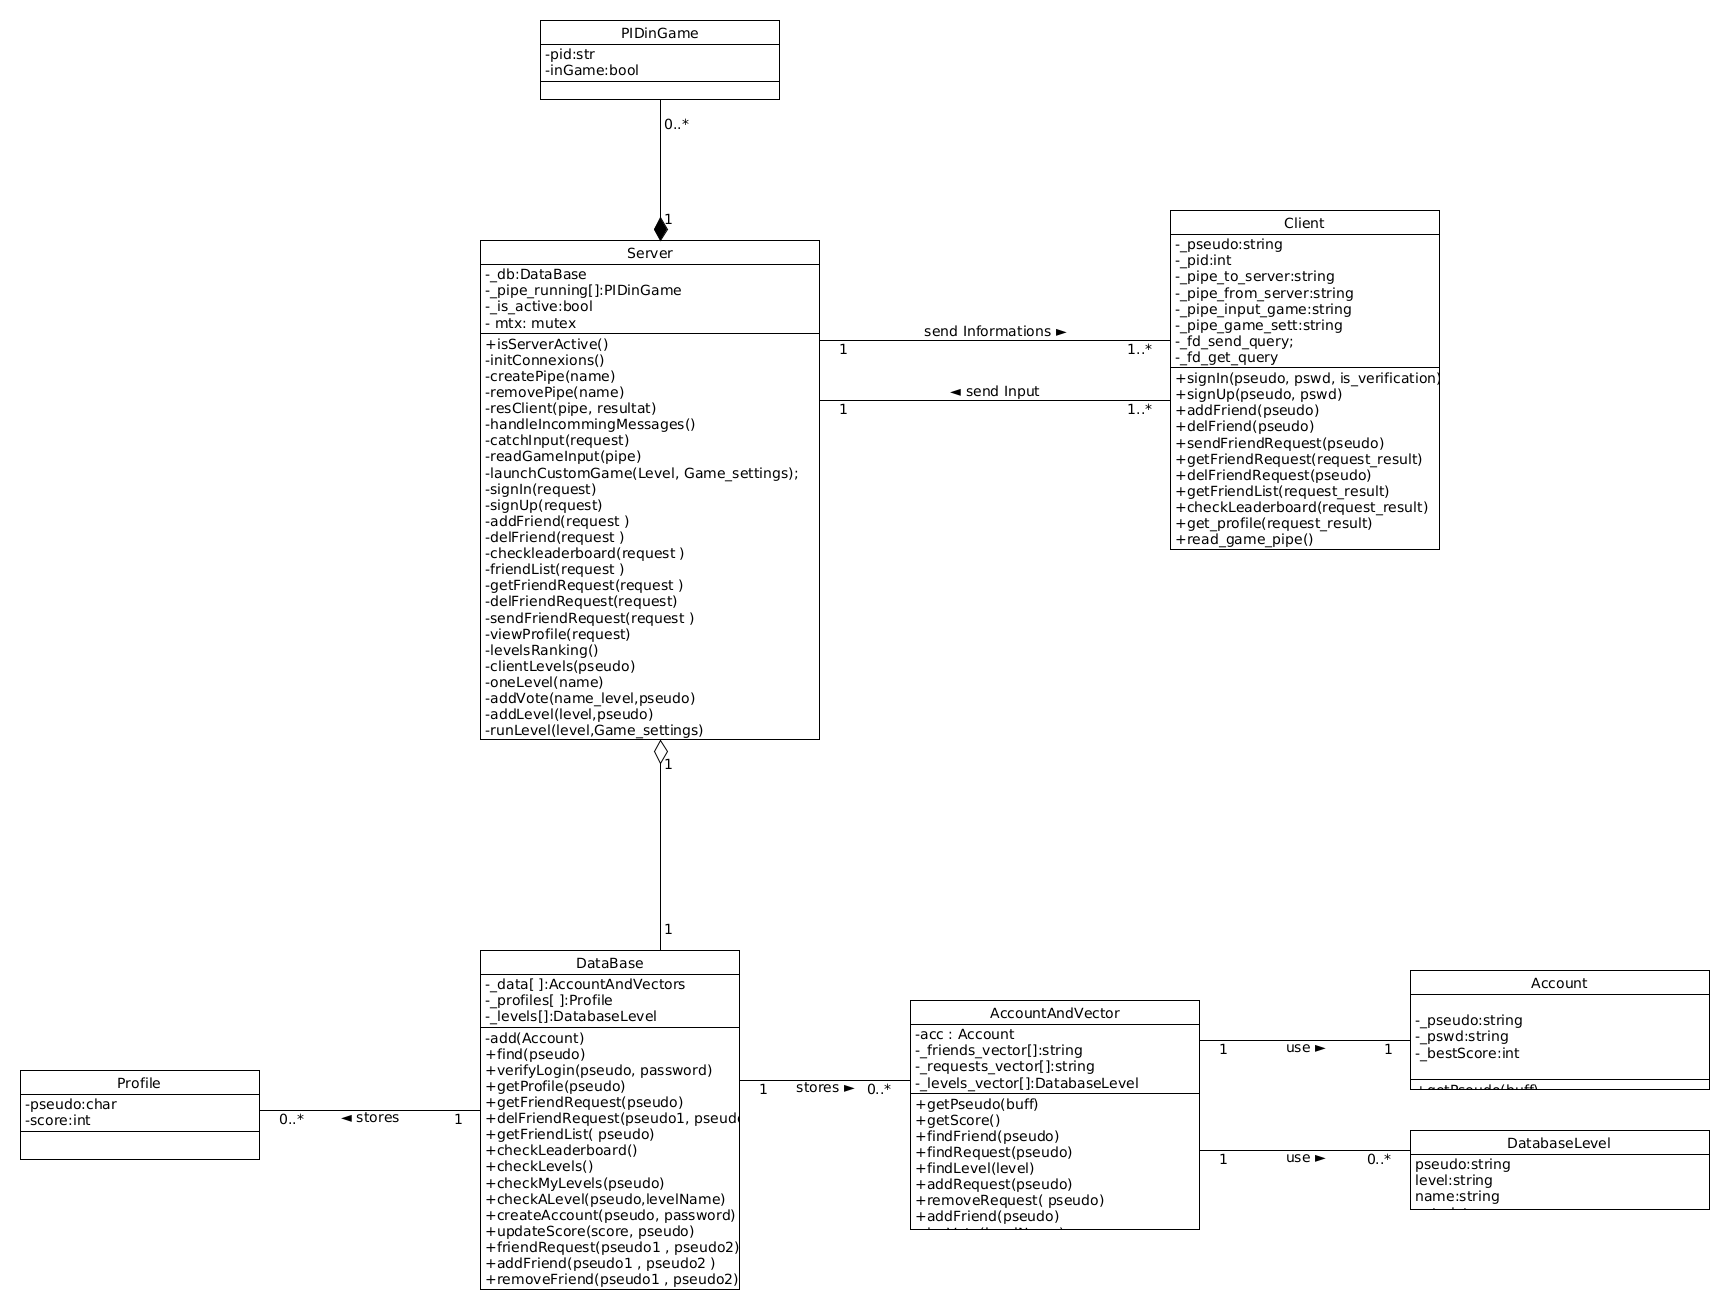 PIDinGame
-pid:str
-inGame:bool
0..*
1
Server
-_db:DataBase
-_pipe_running[]:PIDinGame
-_is_active:bool
- mtx: mutex
+isServerActive()
-initConnexions()
-createPipe(name)
-removePipe(name)
-resClient(pipe, resultat)
-handleIncommingMessages()
-catchInput(request)
-readGameInput(pipe)
-launchCustomGame(Level, Game_settings);
-signIn(request)
-signUp(request)
-addFriend(request )
-delFriend(request )
-checkleaderboard(request )
-friendList(request )
-getFriendRequest(request )
-delFriendRequest(request)
-sendFriendRequest(request )
-viewProfile(request)
-levelsRanking()
-clientLevels(pseudo)
-oneLevel(name)
-addVote(name_level,pseudo)
-addLevel(level,pseudo)
-runLevel(level,Game_settings)
send Informations ►
1
1..*
◄ send Input
1
1..*
Client
-_pseudo:string
-_pid:int
-_pipe_to_server:string
-_pipe_from_server:string
-_pipe_input_game:string
-_pipe_game_sett:string
-_fd_send_query;
-_fd_get_query
+signIn(pseudo, pswd, is_verification)
+signUp(pseudo, pswd)
+addFriend(pseudo)
+delFriend(pseudo)
+sendFriendRequest(pseudo)
+getFriendRequest(request_result)
+delFriendRequest(pseudo)
+getFriendList(request_result)
+checkLeaderboard(request_result)
+get_profile(request_result)
+read_game_pipe()
1
1
DataBase
-_data[ ]:AccountAndVectors
-_profiles[ ]:Profile
-_levels[]:DatabaseLevel
-add(Account)
+find(pseudo)
+verifyLogin(pseudo, password)
+getProfile(pseudo)
+getFriendRequest(pseudo)
+delFriendRequest(pseudo1, pseudo
+getFriendList( pseudo)
+checkLeaderboard()
+checkLevels()
+checkMyLevels(pseudo)
+checkALevel(pseudo,levelName)
+createAccount(pseudo, password)
+updateScore(score, pseudo)
+friendRequest(pseudo1 , pseudo2)
+addFriend(pseudo1 , pseudo2 )
+removeFriend(pseudo1 , pseudo2)
Profile
-pseudo:char
-score:int
0..*
◄ stores
1
1
stores ►
0..*
AccountAndVector
-acc : Account
-_friends_vector[]:string
-_requests_vector[]:string
-_levels_vector[]:DatabaseLevel
+getPseudo(buff)
+getScore()
+findFriend(pseudo)
+findRequest(pseudo)
+findLevel(level)
+addRequest(pseudo)
+removeRequest( pseudo)
+addFriend(pseudo)
1
use ►
1
Account
-_pseudo:string
-_pswd:string
-_bestScore:int
+getPseudo(buff)
1
use ►
0..*
DatabaseLevel
pseudo:string
level:string
name:string